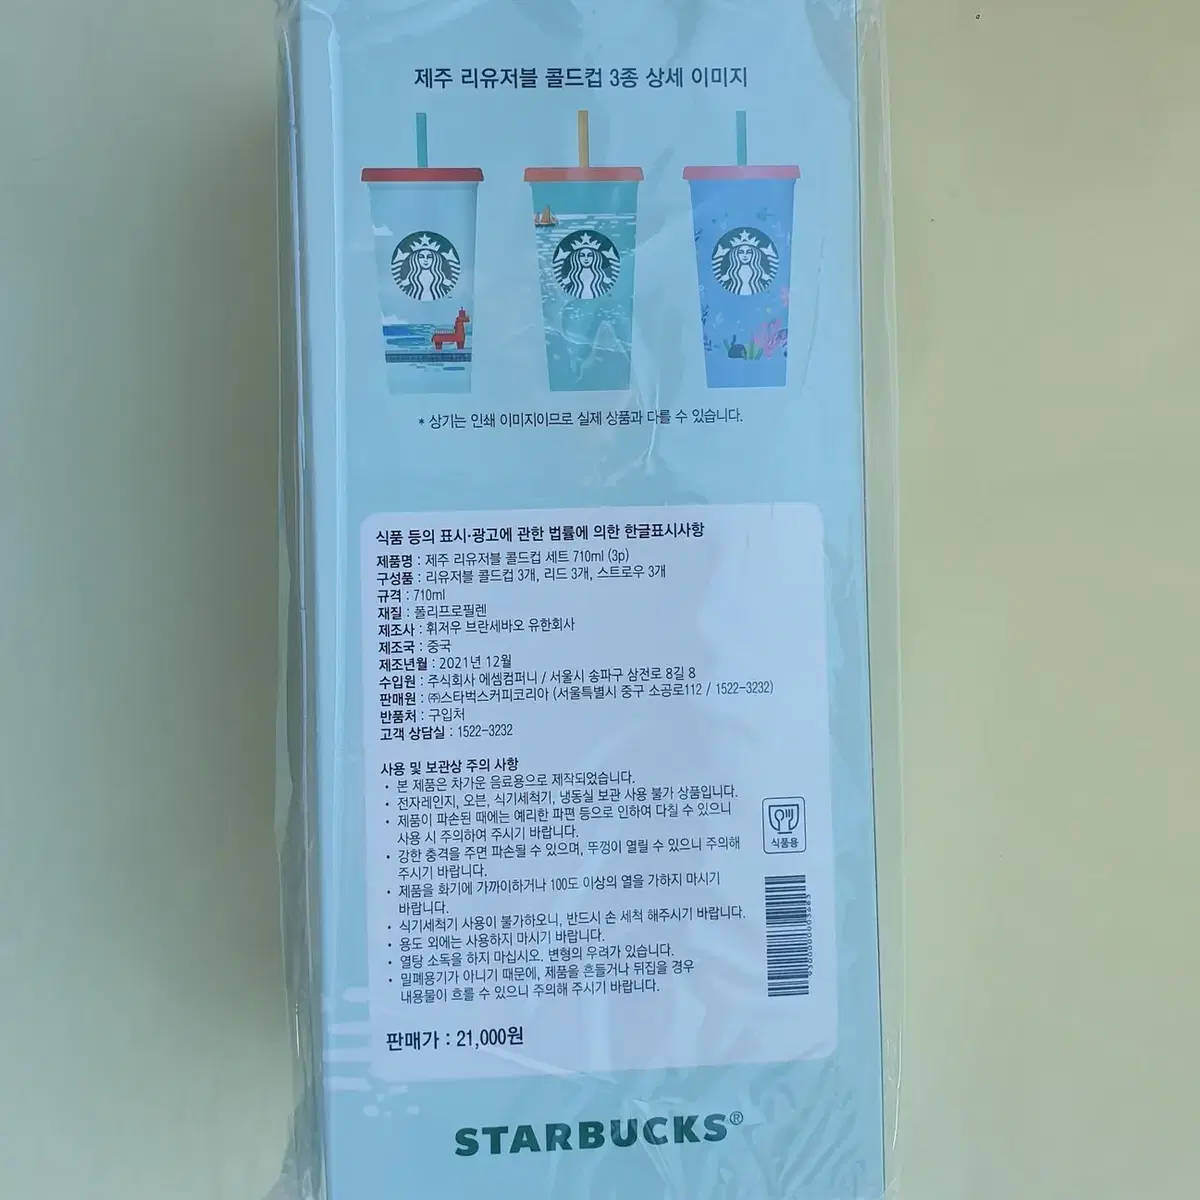 제주 리유저블 콜드컵 3종 상세 이미지
* 상기는 인쇄 이미지이므로 실제 상품과 다를 수 있습니다.
식품 등의 표시·광고에 관한 법률에 의한 한글표시사항
제품명 : 제주 리유저블 콜드컵 세트 710ml (3p)
구성품 : 리유저블 콜드컵 3개, 리드 3개, 스트로우 3개
규격 : 710ml
재질 : 폴리프로필렌
제조사 : 휘저우 브란세바오 유한회사
제조국 : 중국
제조년월 : 2021년 12월
수입원 : 주식회사 에셈컴퍼니 / 서울시 송파구 삼전로 8길 8
판매원 : ㈜스타벅스커피코리아 (서울특별시 중구 소공로112 / 1522-3232)
반품처 : 구입처
고객 상담실 : 1522-3232
사용 및 보관상 주의 사항
• 본 제품은 차가운 음료용으로 제작되었습니다.
• 전자레인지, 오븐, 식기세척기, 냉동실 보관 사용 불가 상품입니다.
• 제품이 파손된 때에는 예리한 파편 등으로 인하여 다칠 수 있으니
사용 시 주의하여 주시기 바랍니다.
• 강한 충격을 주면 파손될 수 있으며, 뚜껑이 열릴 수 있으니 주의해
주시기 바랍니다.
• 제품을 화기에 가까이하거나 100도 이상의 열을 가하지 마시기
바랍니다.
• 식기세척기 사용이 불가하오니, 반드시 손 세척 해주시기 바랍니다.
• 용도 외에는 사용하지 마시기 바랍니다.
• 열탕 소독을 하지 마십시오. 변형의 우려가 있습니다.
• 밀폐용기가 아니기 때문에, 제품을 흔들거나 뒤집을 경우
내용물이 흐를 수 있으니 주의해 주시기 바랍니다.
식품용
판매가 : 21,000원
STARBUCKS®